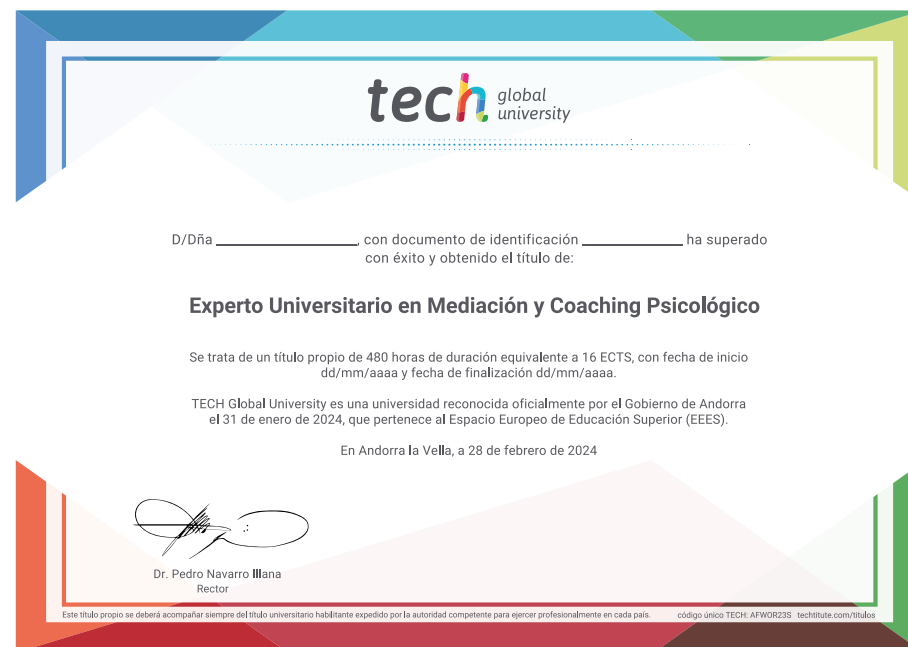 tech global university
D/Dña ____________, con documento de identificación ____________ ha superado
con éxito y obtenido el título de:
Experto Universitario en Mediación y Coaching Psicológico
Se trata de un título propio de 480 horas de duración equivalente a 16 ECTS, con fecha de inicio
dd/mm/aaaa y fecha de finalización dd/mm/aaaa.
TECH Global University es una universidad reconocida oficialmente por el Gobierno de Andorra
el 31 de enero de 2024, que pertenece al Espacio Europeo de Educación Superior (EEES).
En Andorra la Vella, a 28 de febrero de 2024
Dr. Pedro Navarro Illana
Rector
Este título propio se deberá acompañar siempre del título universitario habilitante expedido por la autoridad competente para ejercer profesionalmente en cada país. código único TECH: AFWOR23S techtitute.com/titulos